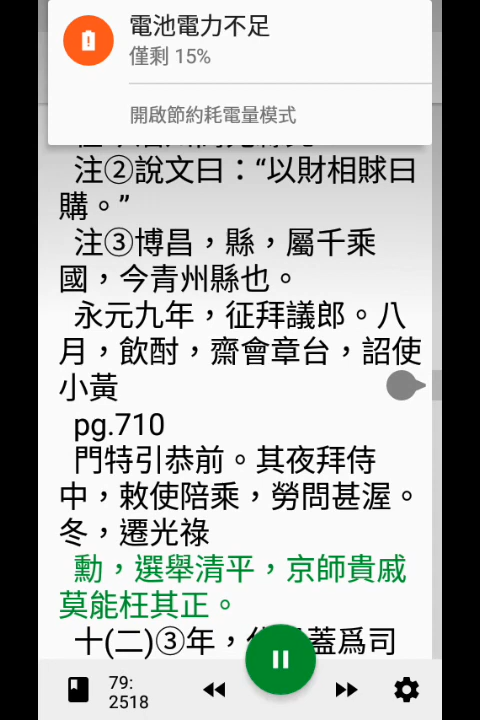 電池電力不足
僅剩 15%
開啟節約耗電量模式
注②說文曰：“以財相賕曰
購。”
注③博昌，縣，屬千乘
國，今青州縣也。
永元九年，征拜議郎。八
月，飲酎，齋會章台，詔使
小黃
pg.710
門特引恭前。其夜拜侍
中，敕使陪乘，勞問甚渥。
冬，遷光祿
勳，選舉清平，京師貴戚
莫能枉其正。
十(二)③年，代
蓋爲司
79:
2518